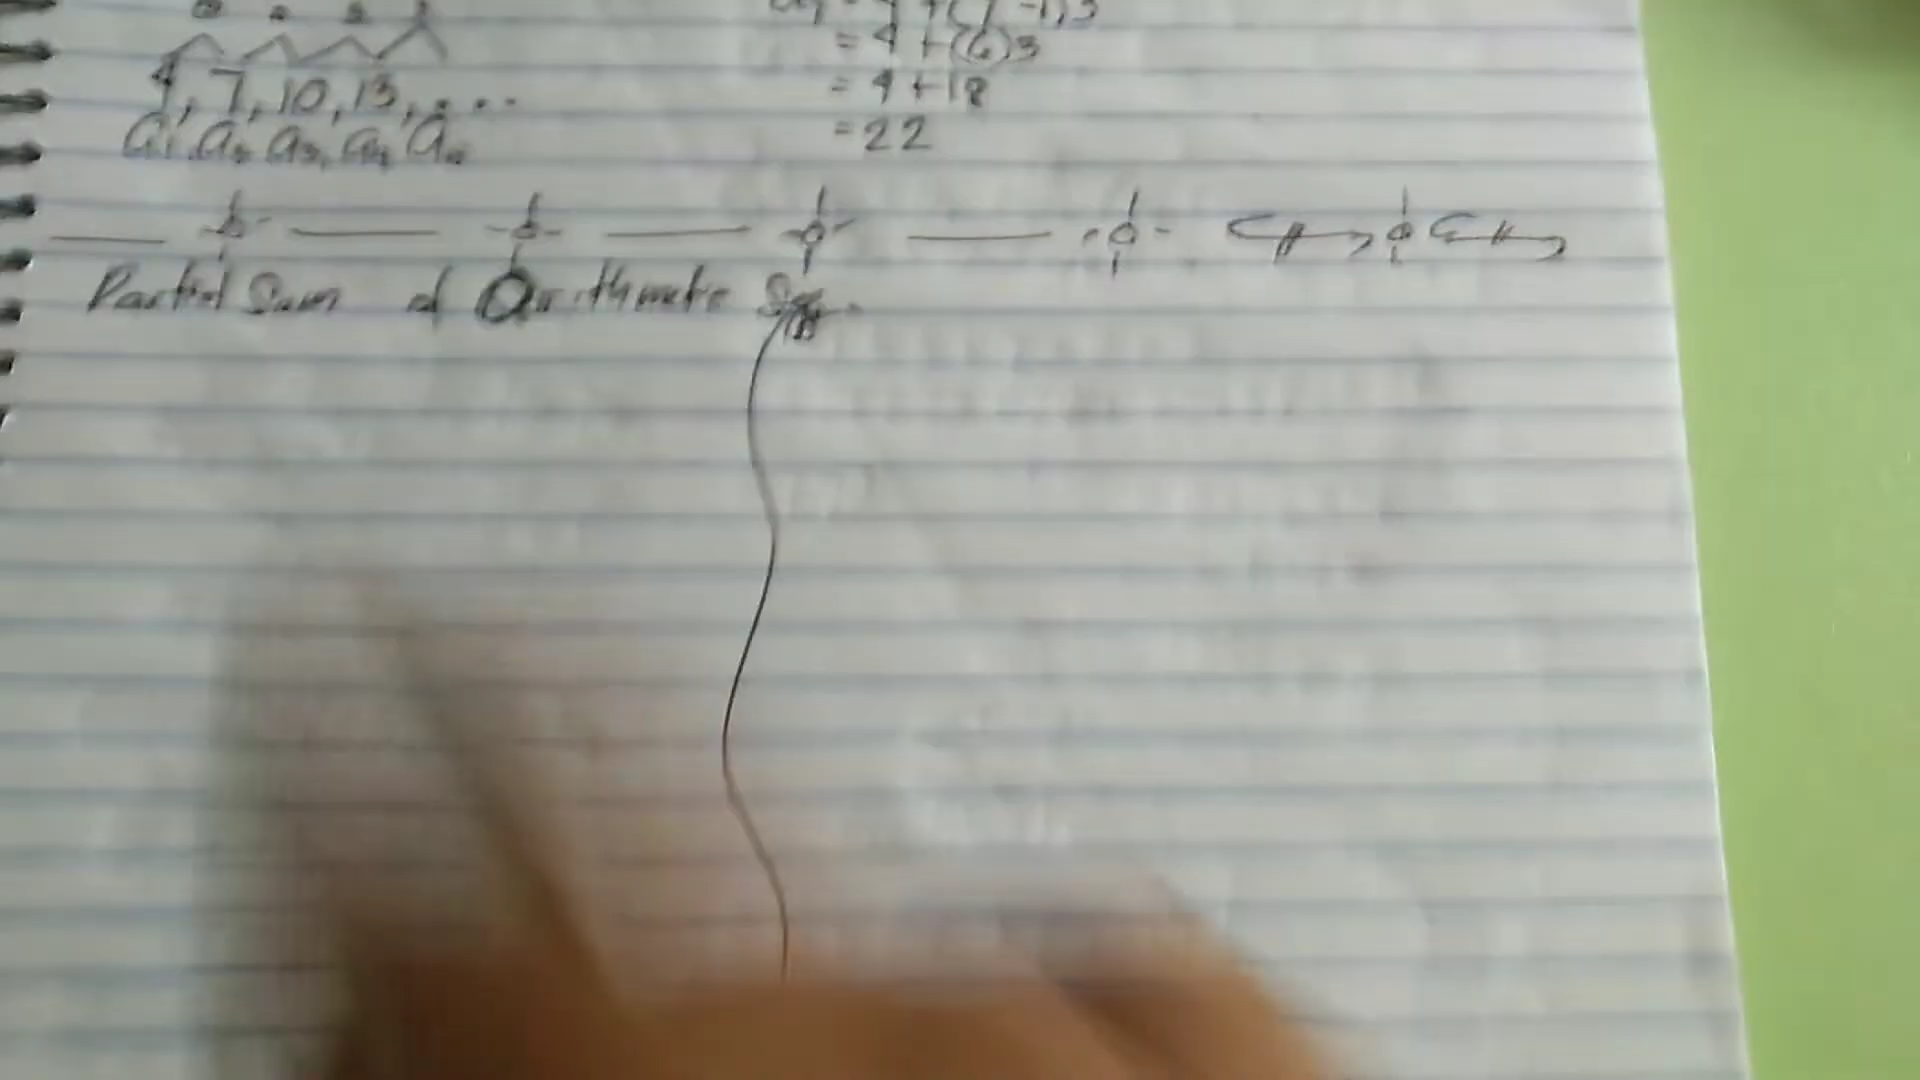 = 4 + (6)3
4, 7, 10, 13, . . .
= 4 + 18
a₁, a₂, a₃, a₄, aₙ
= 22
Partial Sum of Arithmetic